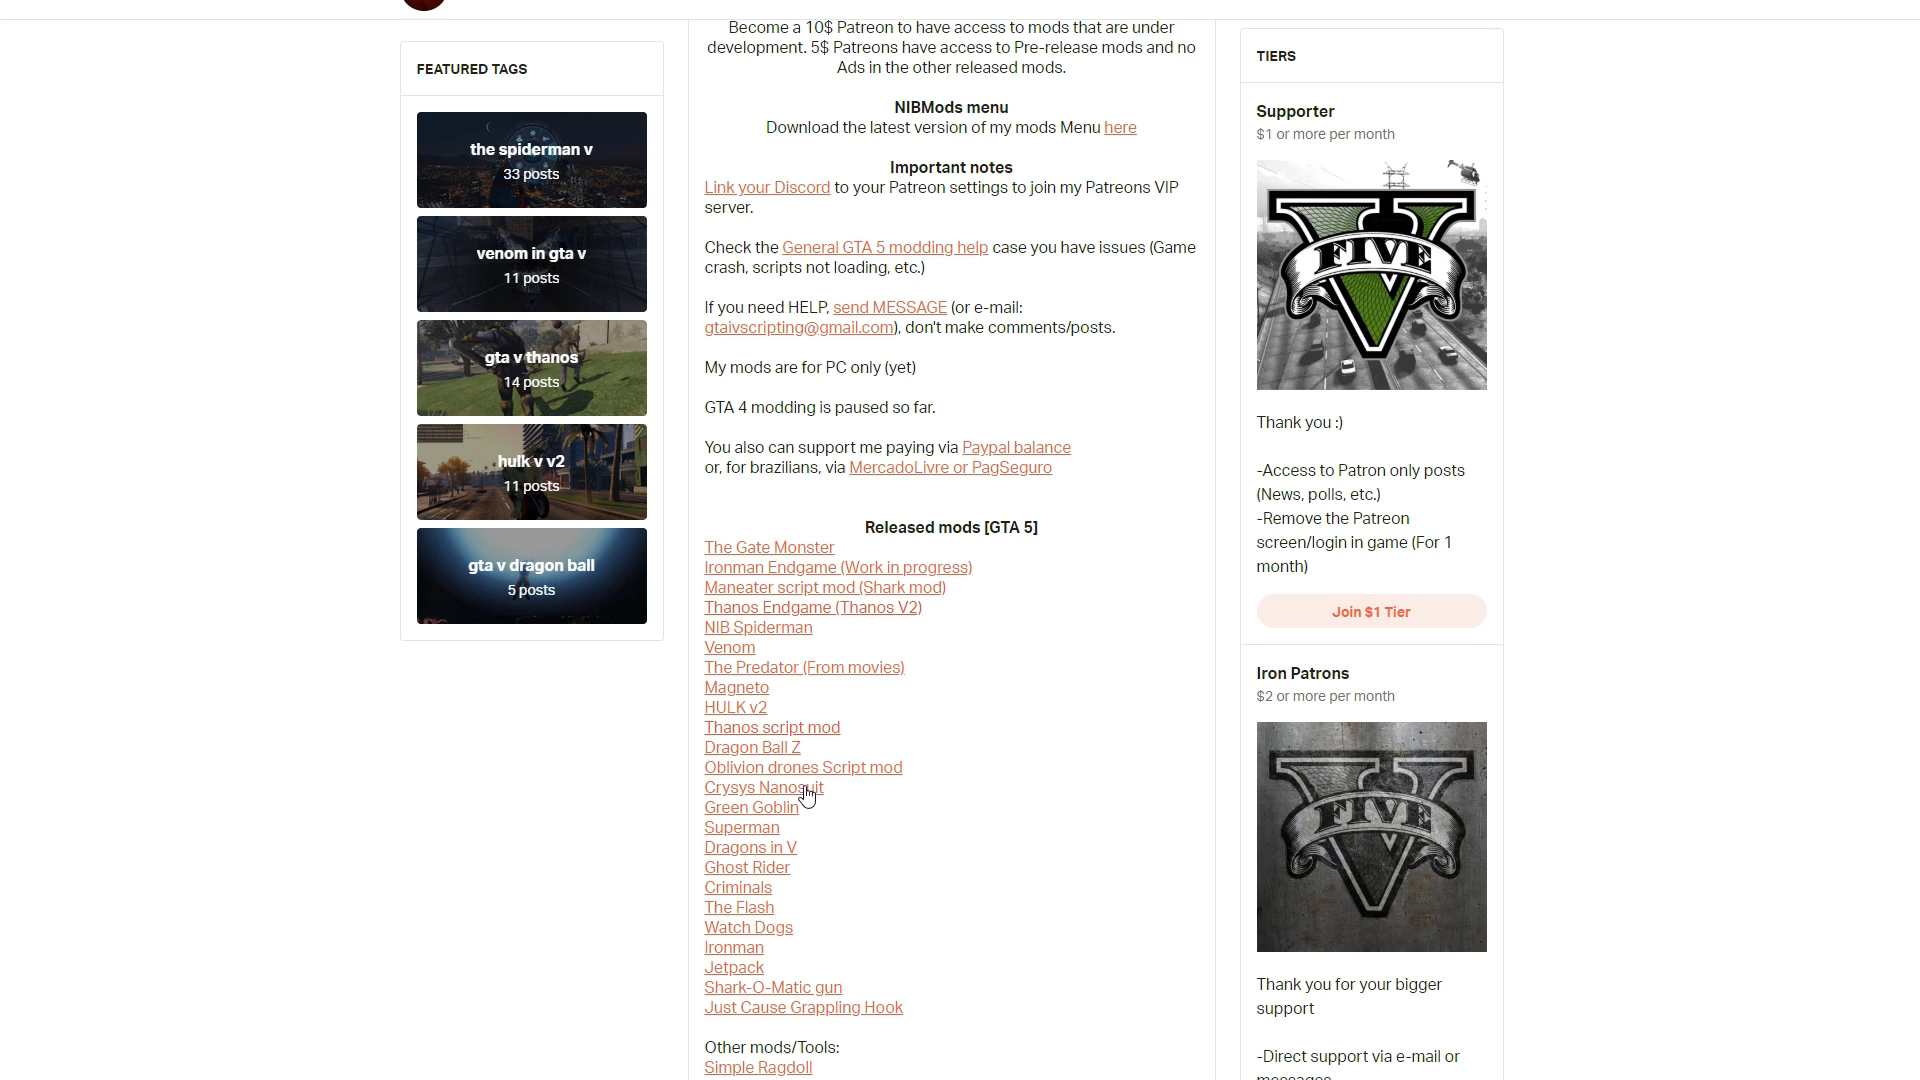 FEATURED TAGS
the spiderman v
33 posts
venom in gta v
11 posts
gta v thanos
14 posts
hulk v v2
11 posts
gta v dragon ball
5 posts
Become a 10$ Patreon to have access to mods that are under
development. 5$ Patreons have access to Pre-release mods and no
Ads in the other released mods.
NIBMods menu
Download the latest version of my mods Menu here
Important notes
Link your Discord to your Patreon settings to join my Patreons VIP
server.
Check the General GTA 5 modding help case you have issues (Game
crash, scripts not loading, etc.)
If you need HELP, send MESSAGE (or e-mail:
gtaivscripting@gmail.com), don't make comments/posts.
My mods are for PC only (yet)
GTA 4 modding is paused so far.
You also can support me paying via Paypal balance
or, for brazilians, via MercadoLivre or PagSeguro
Released mods [GTA 5]
The Gate Monster
Ironman Endgame (Work in progress)
Maneater script mod (Shark mod)
Thanos Endgame (Thanos V2)
NIB Spiderman
Venom
The Predator (From movies)
Magneto
HULK v2
Thanos script mod
Dragon Ball Z
Oblivion drones Script mod
Crysys Nanosuit
Green Goblin
Superman
Dragons in V
Ghost Rider
Criminals
The Flash
Watch Dogs
Ironman
Jetpack
Shark-O-Matic gun
Just Cause Grappling Hook
Other mods/Tools:
Simple Ragdoll
TIERS
Supporter
$1 or more per month
V
FIVE
Thank you :)
-Access to Patron only posts
(News, polls, etc.)
-Remove the Patreon
screen/login in game (For 1
month)
Join $1 Tier
Iron Patrons
$2 or more per month
V
FIVE
Thank you for your bigger
support
-Direct support via e-mail or